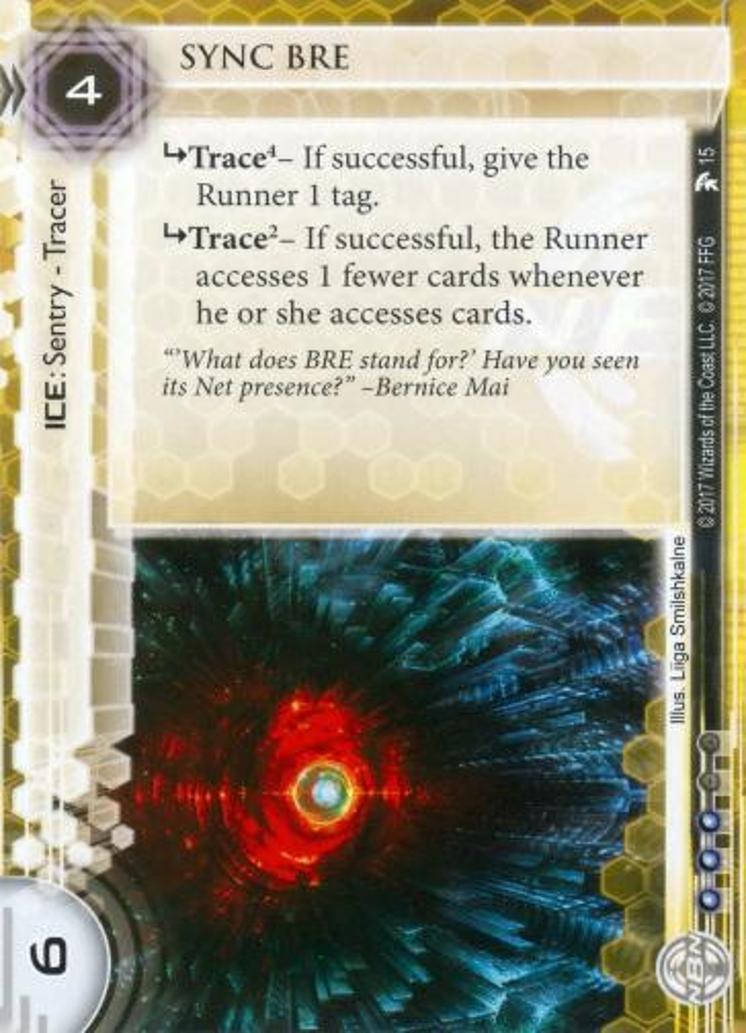 SYNC BRE
4
↳Trace⁴– If successful, give the
Runner 1 tag.
↳Trace²– If successful, the Runner
accesses 1 fewer cards whenever
he or she accesses cards.
“‘What does BRE stand for?’ Have you seen
its Net presence?” –Bernice Mai
ICE: Sentry - Tracer
15
© 2017 Wizards of the Coast LLC. © 2017 FFG
Illus. Liiga Smilshkalne
6
NBN